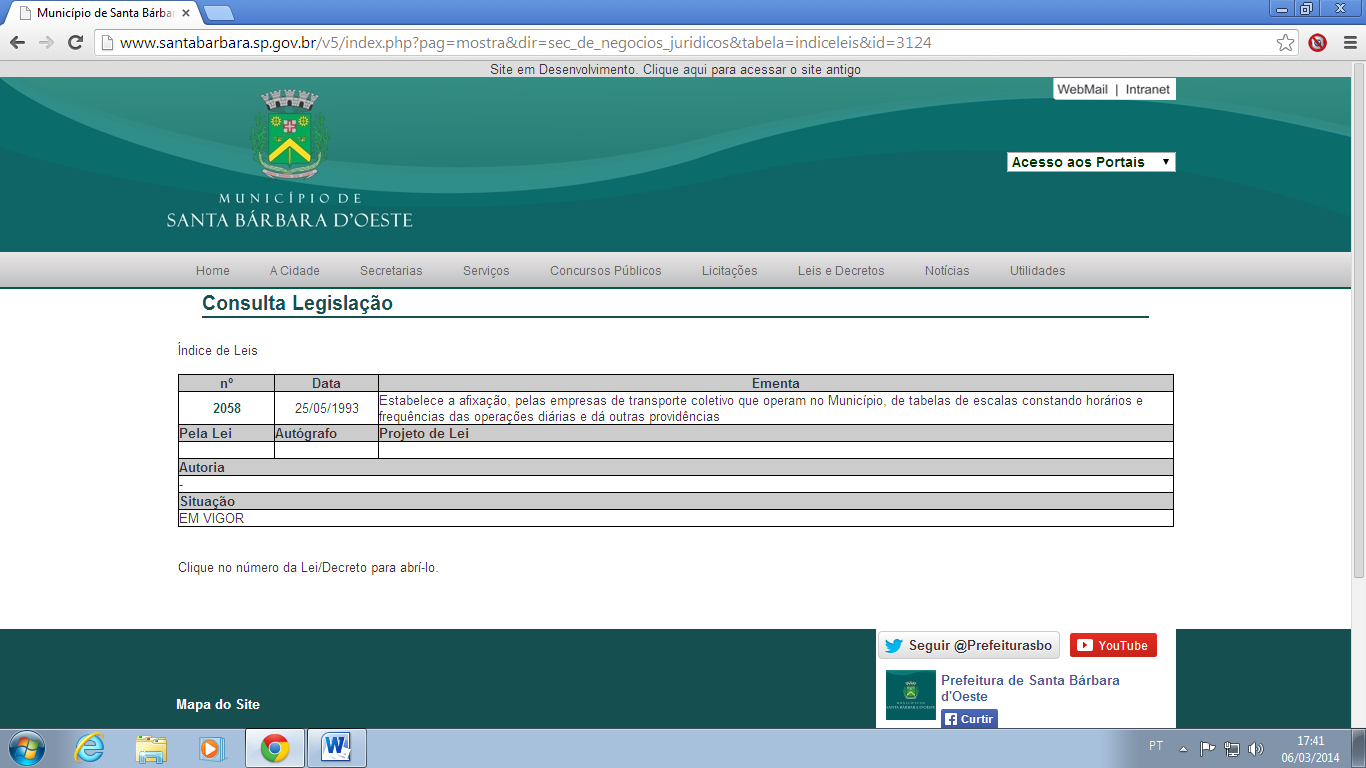 Município de Santa Bárba
www.santabarbara.sp.gov.br/v5/index.php?pag=mostra&dir=sec_de_negocios_juridicos&tabela=indiceleis&id=3124
Site em Desenvolvimento. Clique aqui para acessar o site antigo
WebMail | Intranet
Acesso aos Portais
MUNICÍPIO DE
SANTA BÁRBARA D'OESTE
Home A Cidade Secretarias Serviços Concursos Públicos Licitações Leis e Decretos Notícias Utilidades
Consulta Legislação
Índice de Leis
nº Data Ementa
2058 25/05/1993 Estabelece a afixação, pelas empresas de transporte coletivo que operam no Município, de tabelas de escalas constando horários e
frequências das operações diárias e dá outras providências
Pela Lei Autógrafo Projeto de Lei
Autoria
-
Situação
EM VIGOR
Clique no número da Lei/Decreto para abrí-lo.
Seguir @Prefeiturasbo YouTube
Prefeitura de Santa Bárbara
d'Oeste
Curtir
Mapa do Site
PT 17:41
06/03/2014